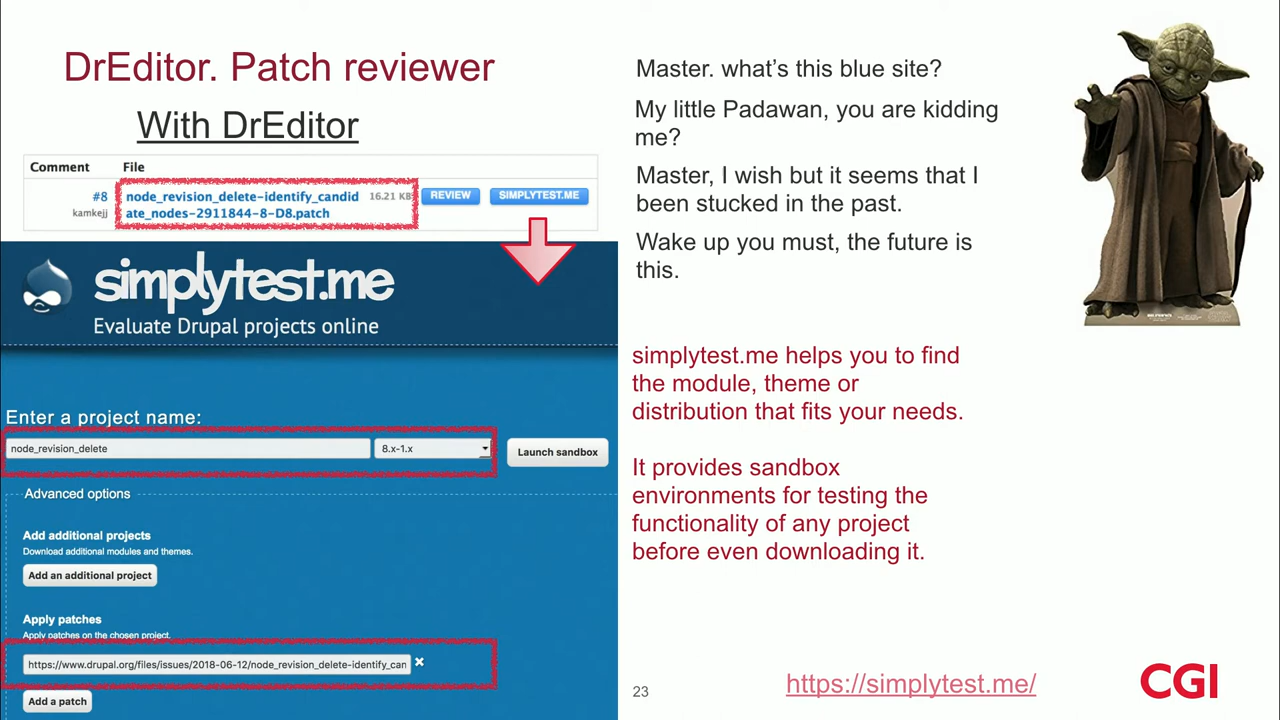 DrEditor. Patch reviewer
With DrEditor
Comment File
#8 node_revision_delete-identify_candid 16.21 KB REVIEW SIMPLYTEST.ME
kamkejj ate_nodes-2911844-8-D8.patch
simplytest.me
Evaluate Drupal projects online
Enter a project name:
node_revision_delete 8.x-1.x Launch sandbox
Advanced options
Add additional projects
Download additional modules and themes.
Add an additional project
Apply patches
Apply patches on the chosen project.
https://www.drupal.org/files/issues/2018-06-12/node_revision_delete-identify_can
Add a patch
Master. what's this blue site?
My little Padawan, you are kidding
me?
Master, I wish but it seems that I
been stucked in the past.
Wake up you must, the future is
this.
simplytest.me helps you to find
the module, theme or
distribution that fits your needs.
It provides sandbox
environments for testing the
functionality of any project
before even downloading it.
23
https://simplytest.me/
CGI